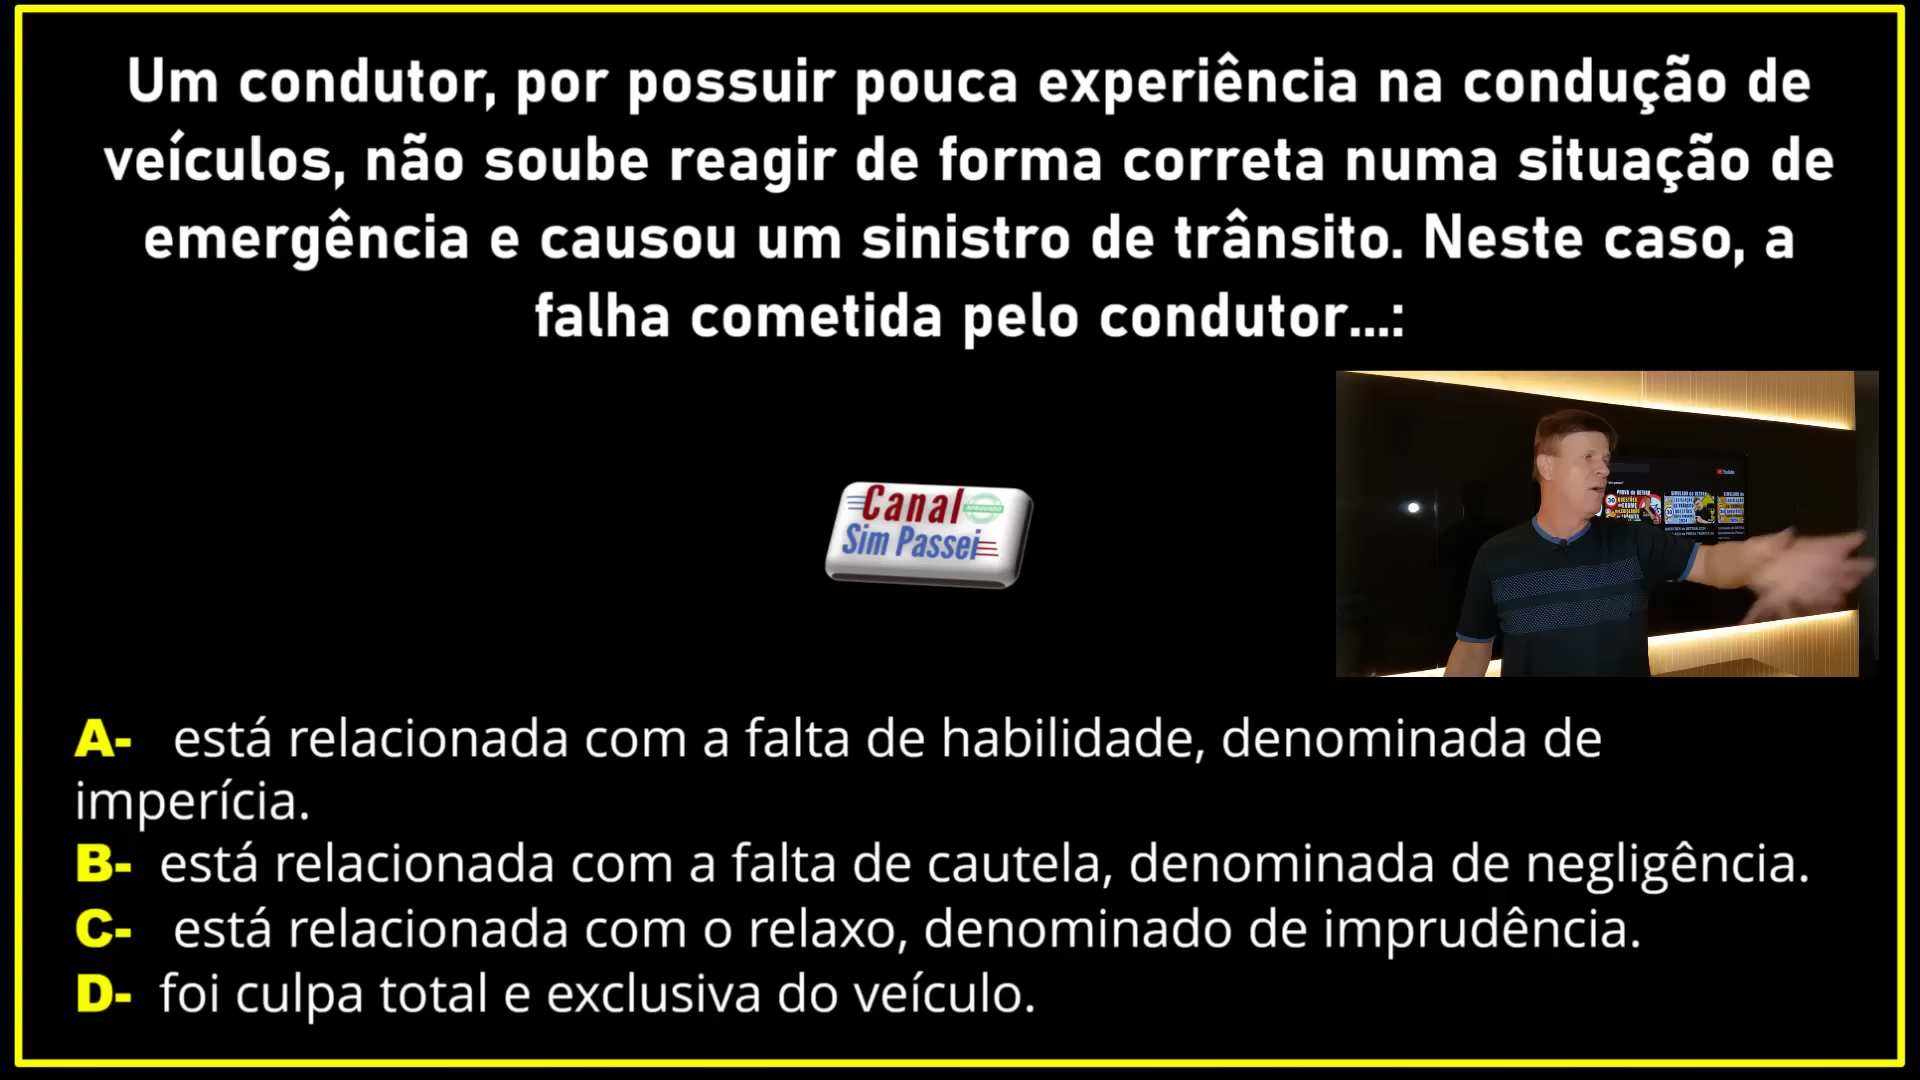 Um condutor, por possuir pouca experiência na condução de
veículos, não soube reagir de forma correta numa situação de
emergência e causou um sinistro de trânsito. Neste caso, a
falha cometida pelo condutor...:
Canal
Sim Passei
A- está relacionada com a falta de habilidade, denominada de
imperícia.
B- está relacionada com a falta de cautela, denominada de negligência.
C- está relacionada com o relaxo, denominado de imprudência.
D- foi culpa total e exclusiva do veículo.